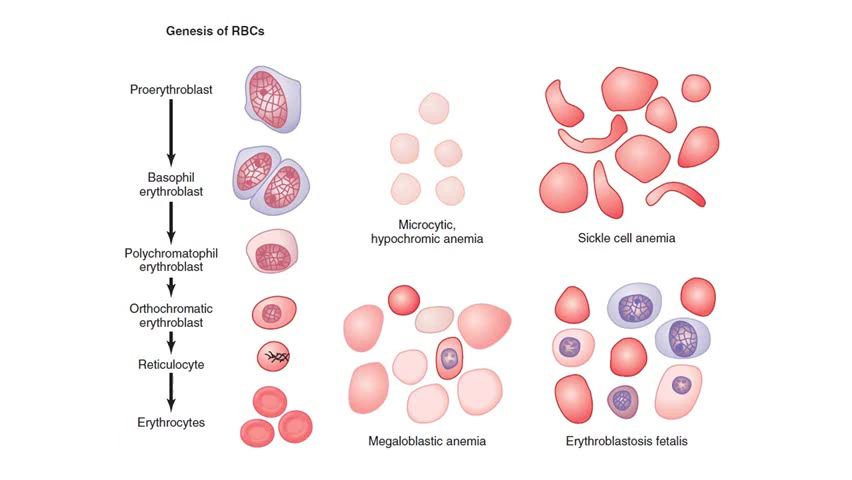 Genesis of RBCs
Proerythroblast
Basophil
erythroblast
Polychromatophil
erythroblast
Orthochromatic
erythroblast
Reticulocyte
Erythrocytes
Microcytic,
hypochromic anemia
Sickle cell anemia
Megaloblastic anemia
Erythroblastosis fetalis